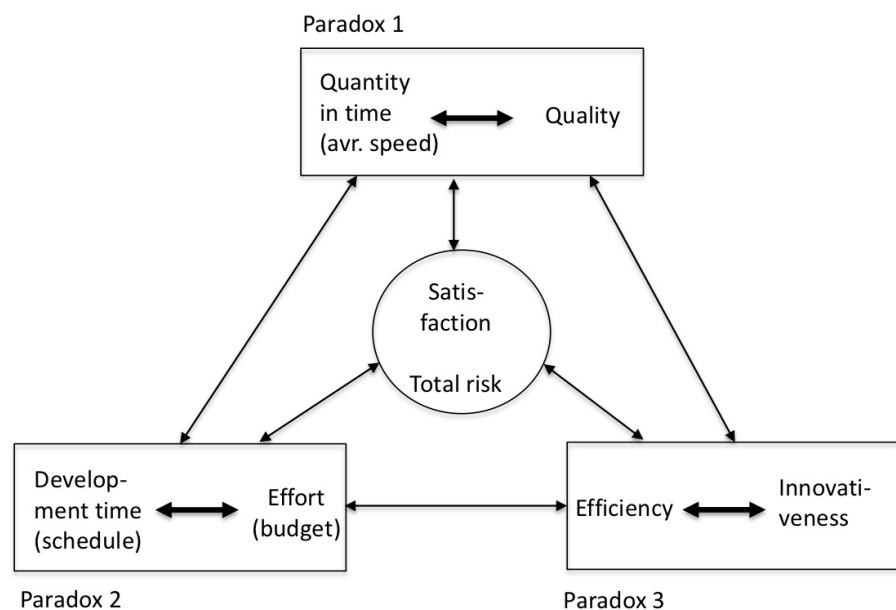 Paradox 1
Quantity
in time
(avr. speed)
Quality
Satis-
faction
Total risk
Develop-
ment time
(schedule)
Effort
(budget)
Efficiency
Innovati-
veness
Paradox 2
Paradox 3